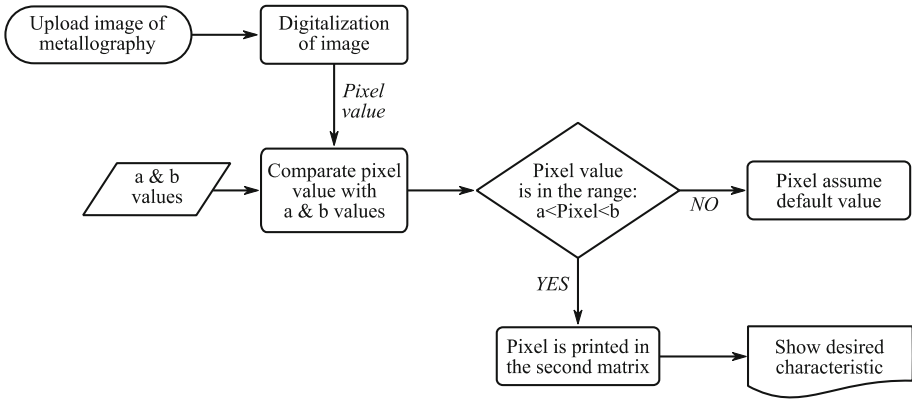 Upload image of
metallography
Digitalization
of image
Pixel
value
a & b
values
Comparate pixel
value with
a & b values
Pixel value
is in the range:
a<Pixel<b
NO
Pixel assume
default value
YES
Pixel is printed in
the second matrix
Show desired
characteristic